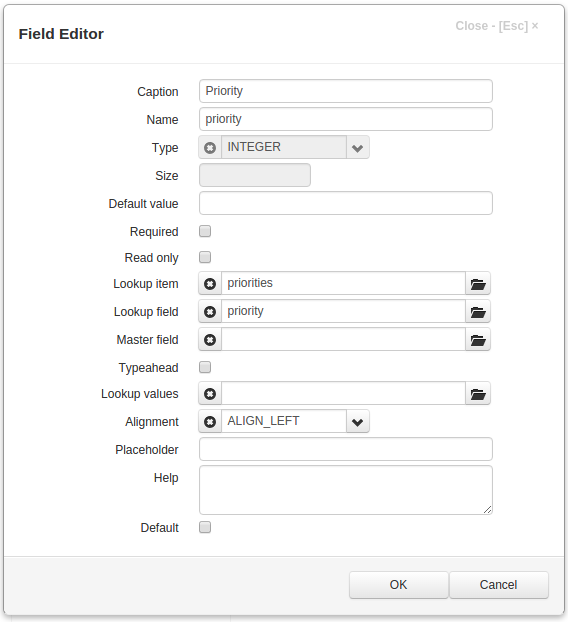 Field Editor
Close - [Esc] ×
Caption Priority
Name priority
Type INTEGER
Size
Default value
Required
Read only
Lookup item priorities
Lookup field priority
Master field
Typeahead
Lookup values
Alignment ALIGN_LEFT
Placeholder
Help
Default
OK Cancel